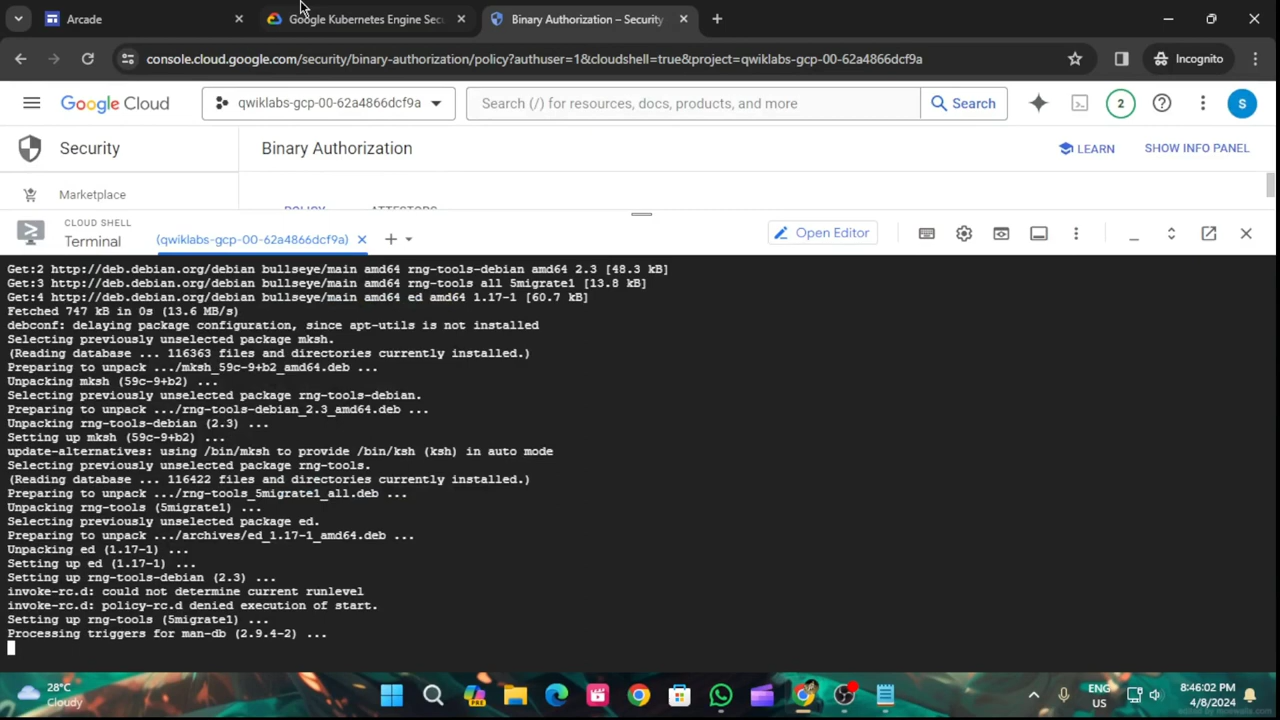 Arcade
Google Kubernetes Engine Sec
Binary Authorization – Security
console.cloud.google.com/security/binary-authorization/policy?authuser=1&cloudshell=true&project=qwiklabs-gcp-00-62a4866dcf9a
Incognito
Google Cloud
qwiklabs-gcp-00-62a4866dcf9a
Search (/) for resources, docs, products, and more
Search
2
S
Security
Binary Authorization
LEARN
SHOW INFO PANEL
Marketplace
POLICY
ATTESTORS
CLOUD SHELL
Terminal
(qwiklabs-gcp-00-62a4866dcf9a)
Open Editor
Get:2 http://deb.debian.org/debian bullseye/main amd64 rng-tools-debian amd64 2.3 [48.3 kB]
Get:3 http://deb.debian.org/debian bullseye/main amd64 rng-tools all 5migrate1 [13.8 kB]
Get:4 http://deb.debian.org/debian bullseye/main amd64 ed amd64 1.17-1 [60.7 kB]
Fetched 747 kB in 0s (13.6 MB/s)
debconf: delaying package configuration, since apt-utils is not installed
Selecting previously unselected package mksh.
(Reading database ... 116363 files and directories currently installed.)
Preparing to unpack .../mksh_59c-9+b2_amd64.deb ...
Unpacking mksh (59c-9+b2) ...
Selecting previously unselected package rng-tools-debian.
Preparing to unpack .../rng-tools-debian_2.3_amd64.deb ...
Unpacking rng-tools-debian (2.3) ...
Setting up mksh (59c-9+b2) ...
update-alternatives: using /bin/mksh to provide /bin/ksh (ksh) in auto mode
Selecting previously unselected package rng-tools.
(Reading database ... 116422 files and directories currently installed.)
Preparing to unpack .../rng-tools_5migrate1_all.deb ...
Unpacking rng-tools (5migrate1) ...
Selecting previously unselected package ed.
Preparing to unpack .../archives/ed_1.17-1_amd64.deb ...
Unpacking ed (1.17-1) ...
Setting up ed (1.17-1) ...
Setting up rng-tools-debian (2.3) ...
invoke-rc.d: could not determine current runlevel
invoke-rc.d: policy-rc.d denied execution of start.
Setting up rng-tools (5migrate1) ...
Processing triggers for man-db (2.9.4-2) ...
28°C
Cloudy
PRE
ENG
US
8:46:02 PM
4/8/2024